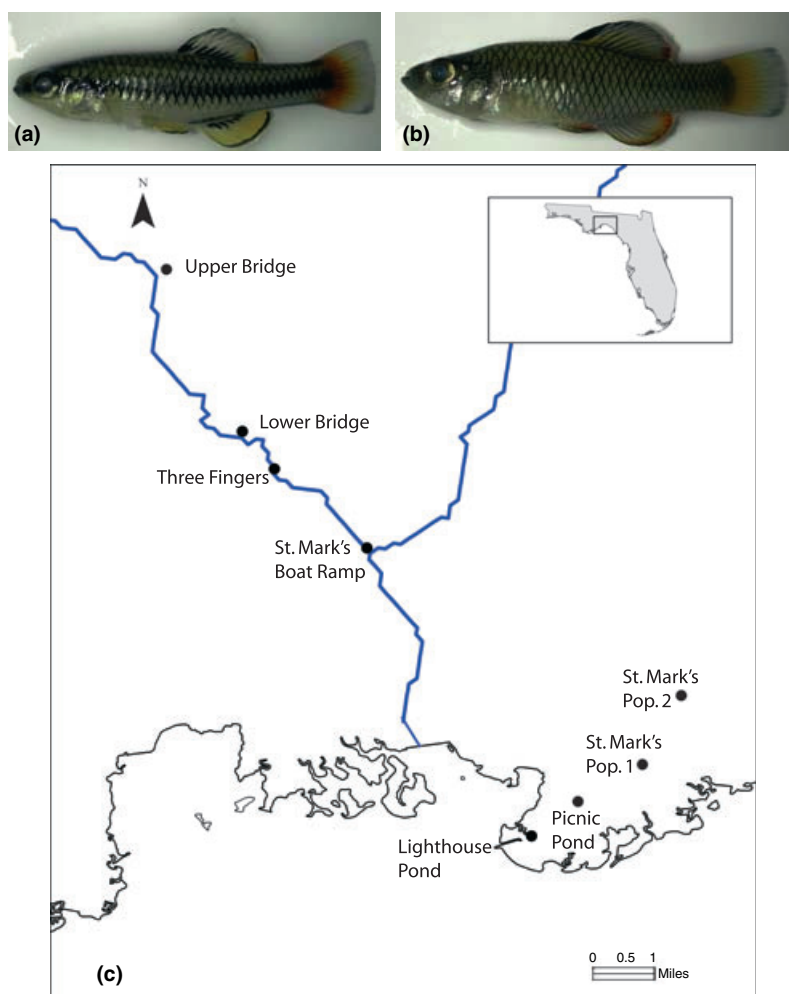 (a)
(b)
N
Upper Bridge
Lower Bridge
Three Fingers
St. Mark's
Boat Ramp
St. Mark's
Pop. 2
St. Mark's
Pop. 1
Picnic
Pond
Lighthouse
Pond
0 0.5 1
Miles
(c)